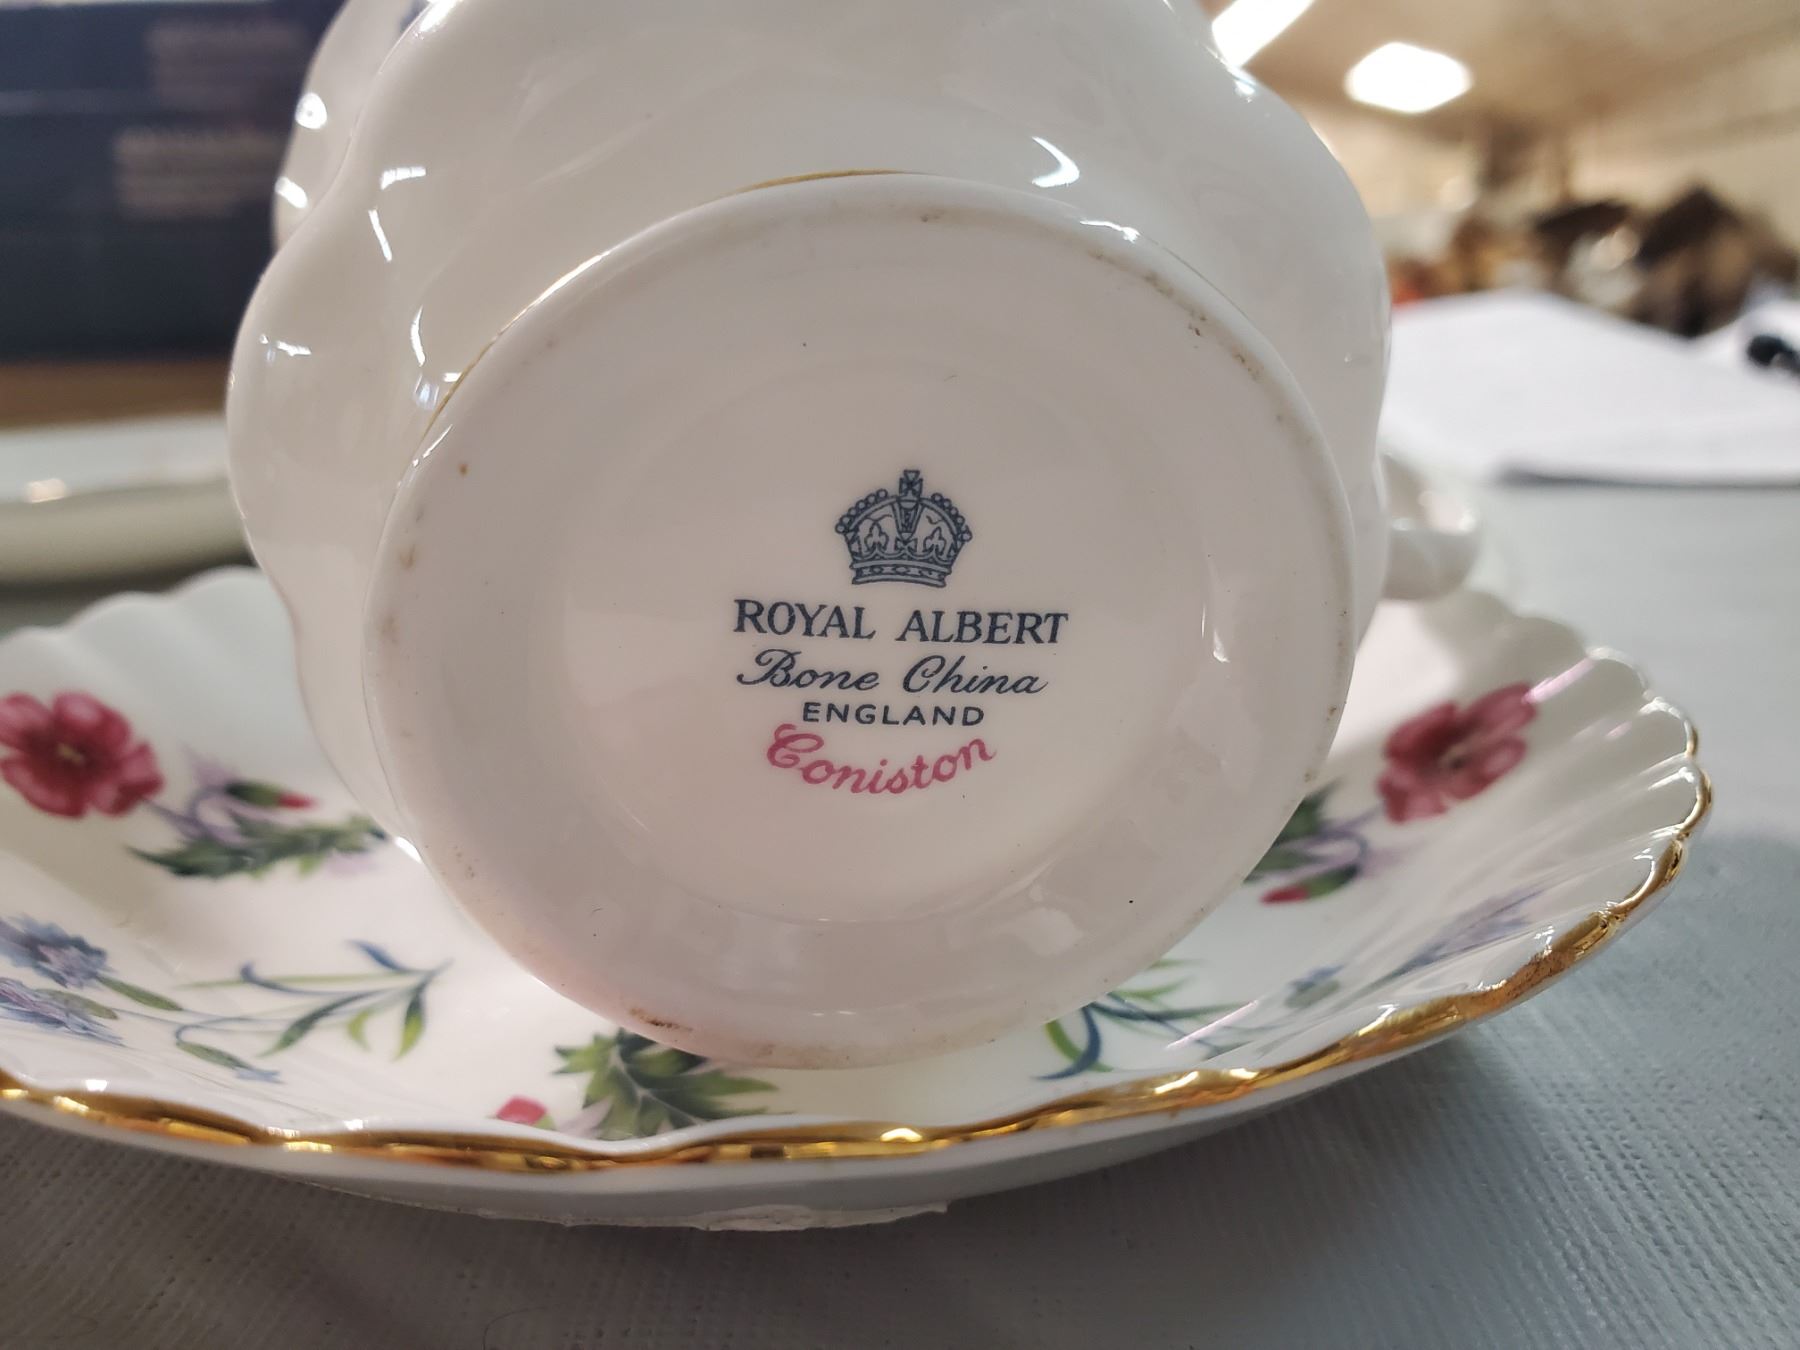 ROYAL ALBERT
Bone China
ENGLAND
Coniston